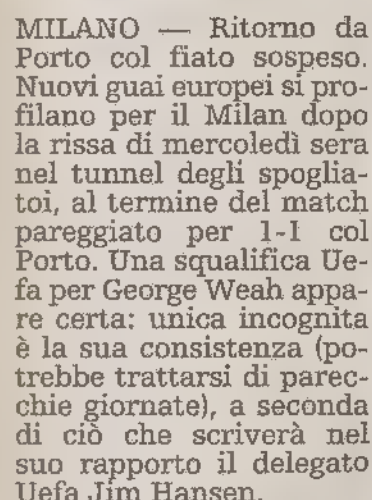 MILANO — Ritorno da
Porto col fiato sospeso.
Nuovi guai europei si pro-
filano per il Milan dopo
la rissa di mercoledì sera
nel tunnel degli spoglia-
toi, al termine del match
pareggiato per 1-1 col
Porto. Una squalifica Ue-
fa per George Weah appa-
re certa: unica incognita
è la sua consistenza (po-
trebbe trattarsi di parec-
chie giornate), a seconda
di ciò che scriverà nel
suo rapporto il delegato
Uefa Jim Hansen.